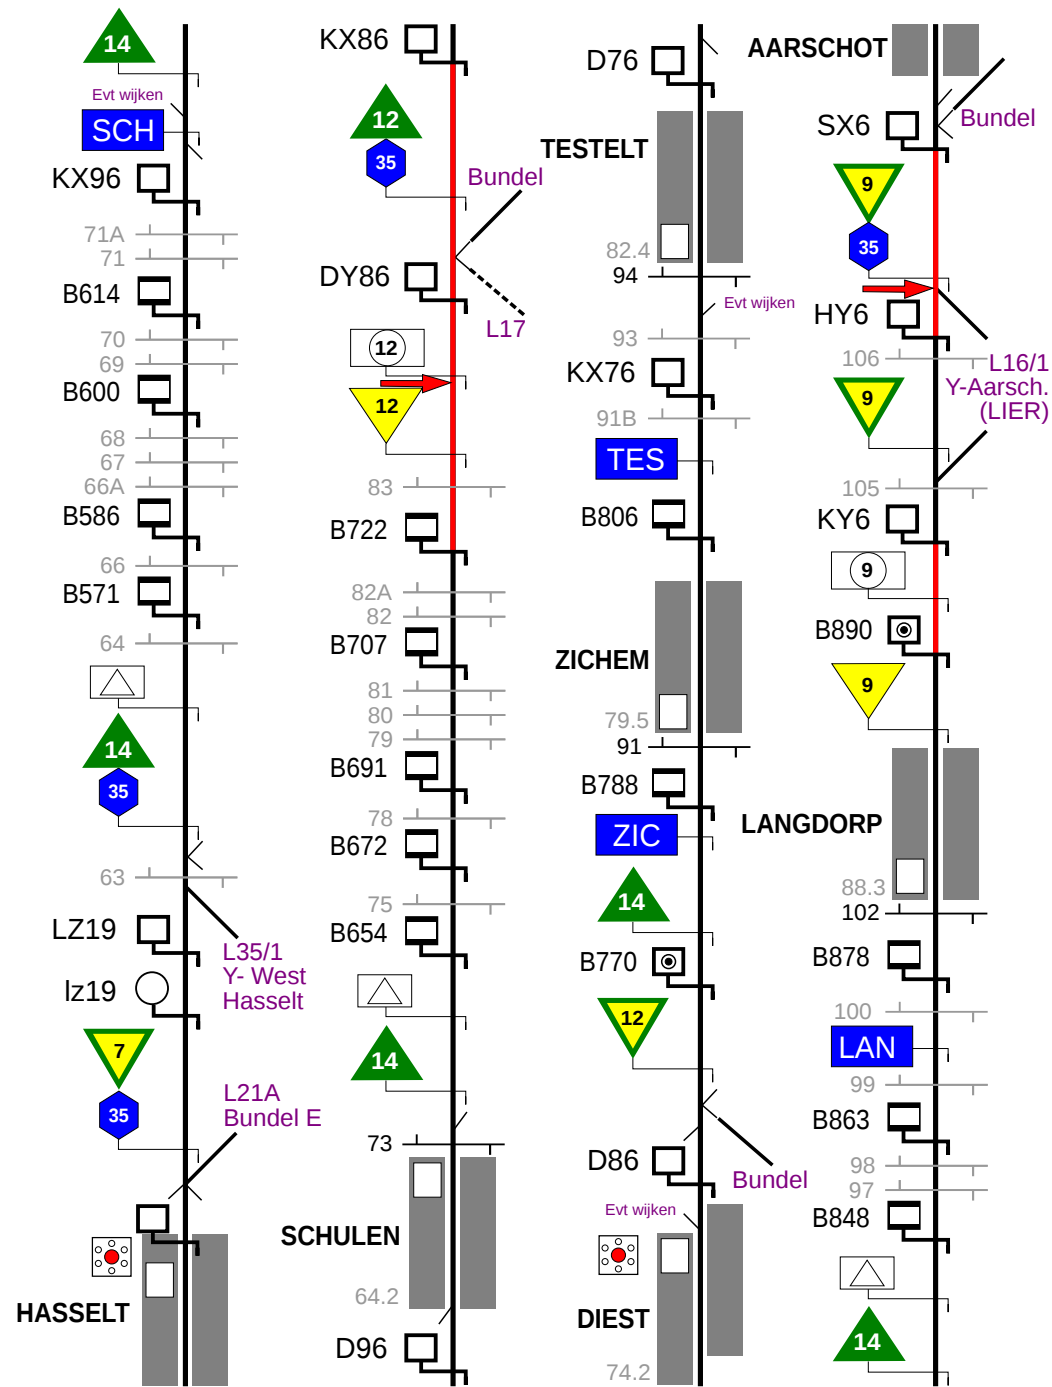 14
Evt wijken
SCH
KX96
71A
71
B614
70
69
B600
68
67
66A
B586
66
B571
64
14
35
63
LZ19
L35/1
Y- West
Hasselt
lz19
7
35
L21A
Bundel E
HASSELT
KX86
12
35
Bundel
DY86
L17
12
12
83
B722
82A
82
B707
81
80
79
B691
78
B672
75
B654
14
73
SCHULEN
64.2
D96
D76
TESTELT
82.4
94
Evt wijken
93
KX76
91B
TES
B806
ZICHEM
79.5
91
B788
ZIC
14
B770
12
D86
Bundel
Evt wijken
DIEST
74.2
AARSCHOT
Bundel
SX6
9
35
HY6
106
L16/1
Y-Aarsch.
(LIER)
9
105
KY6
9
B890
9
LANGDORP
88.3
102
B878
100
LAN
99
B863
98
97
B848
14